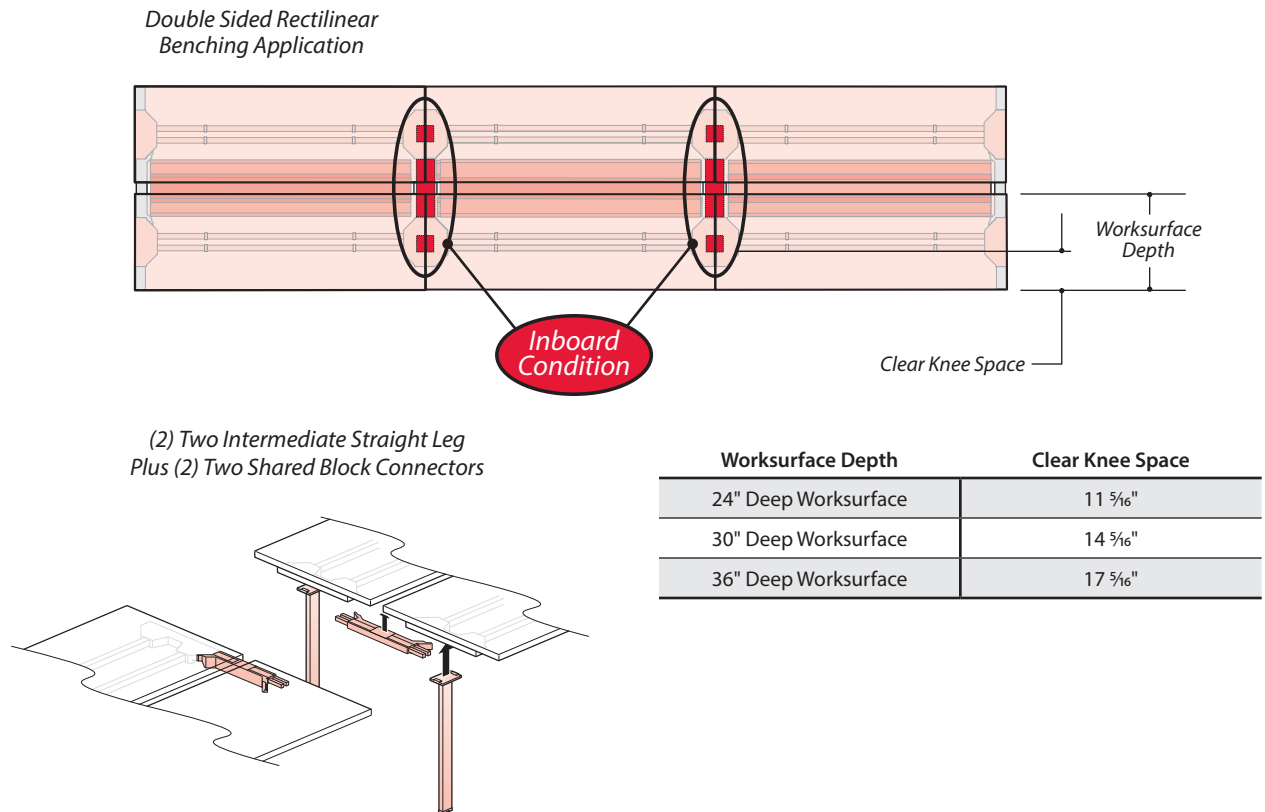 Double Sided Rectilinear
Benching Application
Worksurface
Depth
Inboard
Condition
Clear Knee Space
(2) Two Intermediate Straight Leg
Plus (2) Two Shared Block Connectors
Worksurface Depth Clear Knee Space
24" Deep Worksurface 11 5⁄16"
30" Deep Worksurface 14 5⁄16"
36" Deep Worksurface 17 5⁄16"